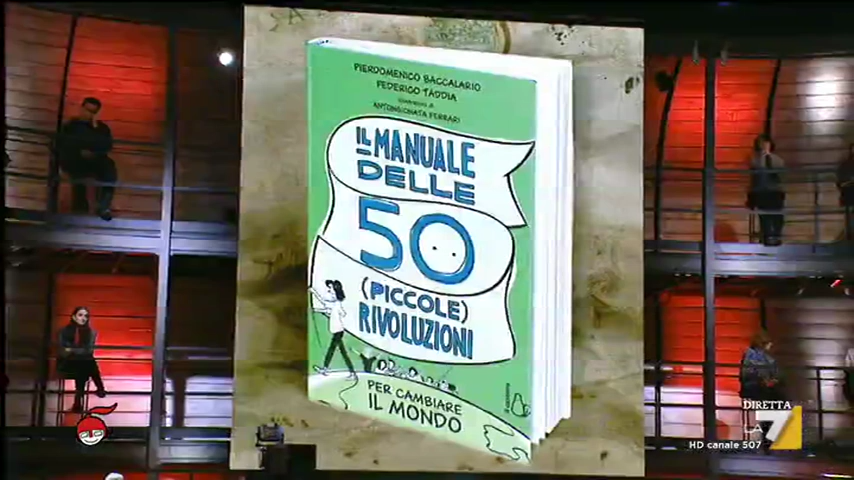 PIERDOMENICO BACCALARIO
FEDERIGO TADDIA
ANTONGIONATA FERRARI
IL MANUALE
DELLE
50
(PICCOLE)
RIVOLUZIONI
PER CAMBIARE
IL MONDO
DIRETTA
LA 7
HD canale 507